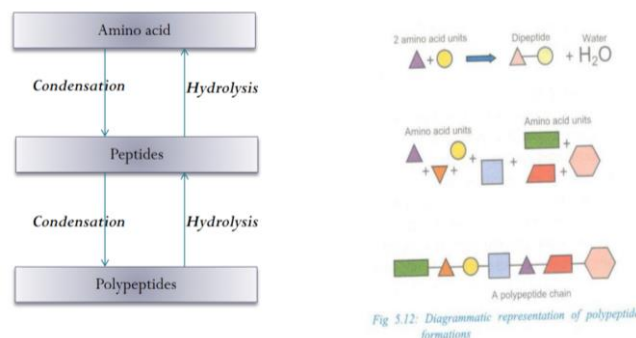 Amino acid
Condensation
Hydrolysis
Peptides
Condensation
Hydrolysis
Polypeptides
2 amino acid units
Dipeptide
Water
+
+ H₂O
Amino acid units
Amino acid units
+ + + + +
A polypeptide chain
Fig 5.12: Diagrammatic representation of polypeptide
formations